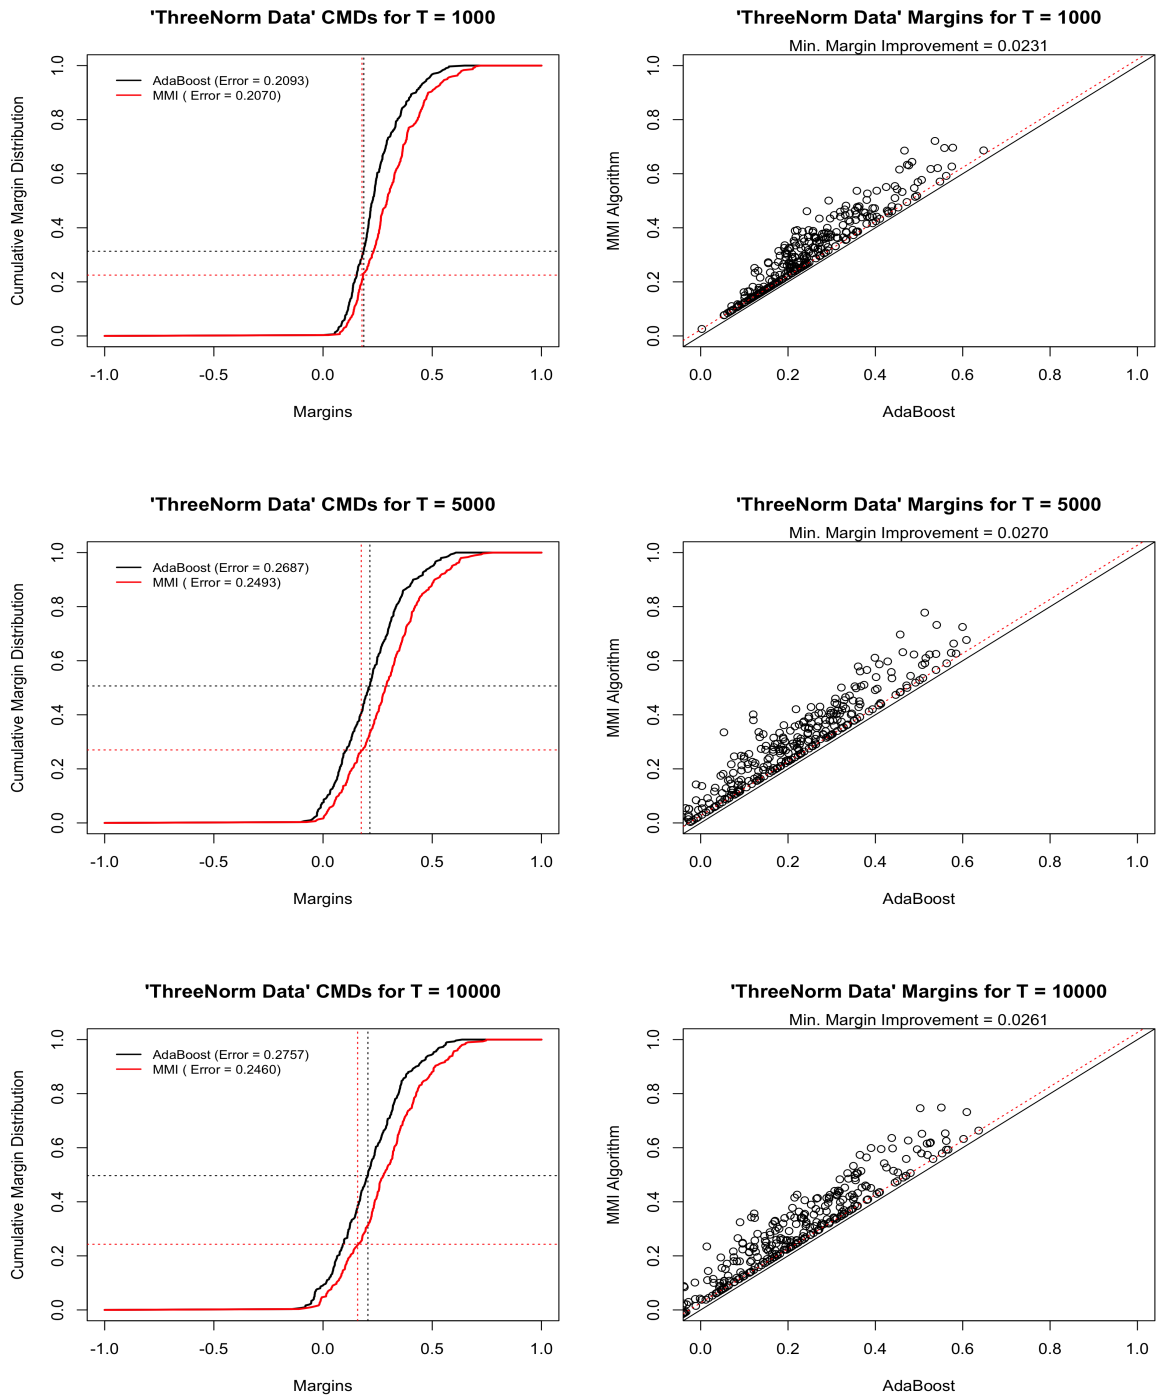 'ThreeNorm Data' CMDs for T = 1000
AdaBoost (Error = 0.2093)
MMI ( Error = 0.2070)
Cumulative Margin Distribution
0.0 0.2 0.4 0.6 0.8 1.0
-1.0 -0.5 0.0 0.5 1.0
Margins
'ThreeNorm Data' Margins for T = 1000
Min. Margin Improvement = 0.0231
MMI Algorithm
0.0 0.2 0.4 0.6 0.8 1.0
0.0 0.2 0.4 0.6 0.8 1.0
AdaBoost
'ThreeNorm Data' CMDs for T = 5000
AdaBoost (Error = 0.2687)
MMI ( Error = 0.2493)
Cumulative Margin Distribution
0.0 0.2 0.4 0.6 0.8 1.0
-1.0 -0.5 0.0 0.5 1.0
Margins
'ThreeNorm Data' Margins for T = 5000
Min. Margin Improvement = 0.0270
MMI Algorithm
0.0 0.2 0.4 0.6 0.8 1.0
0.0 0.2 0.4 0.6 0.8 1.0
AdaBoost
'ThreeNorm Data' CMDs for T = 10000
AdaBoost (Error = 0.2757)
MMI ( Error = 0.2460)
Cumulative Margin Distribution
0.0 0.2 0.4 0.6 0.8 1.0
-1.0 -0.5 0.0 0.5 1.0
Margins
'ThreeNorm Data' Margins for T = 10000
Min. Margin Improvement = 0.0261
MMI Algorithm
0.0 0.2 0.4 0.6 0.8 1.0
0.0 0.2 0.4 0.6 0.8 1.0
AdaBoost